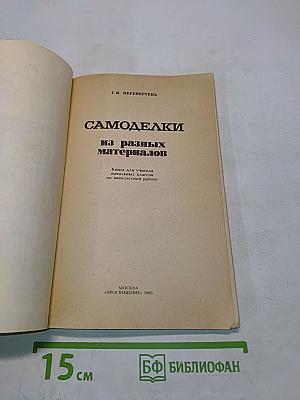 Г.И. ПЕРЕВЕРТЕНЬ
САМОДЕЛКИ
из разных
материалов
Книга для учителя
начальных классов
по внеклассной работе
МОСКВА
«ПРОСВЕЩЕНИЕ» 1985
15 см
БФ БИБЛИОФАН